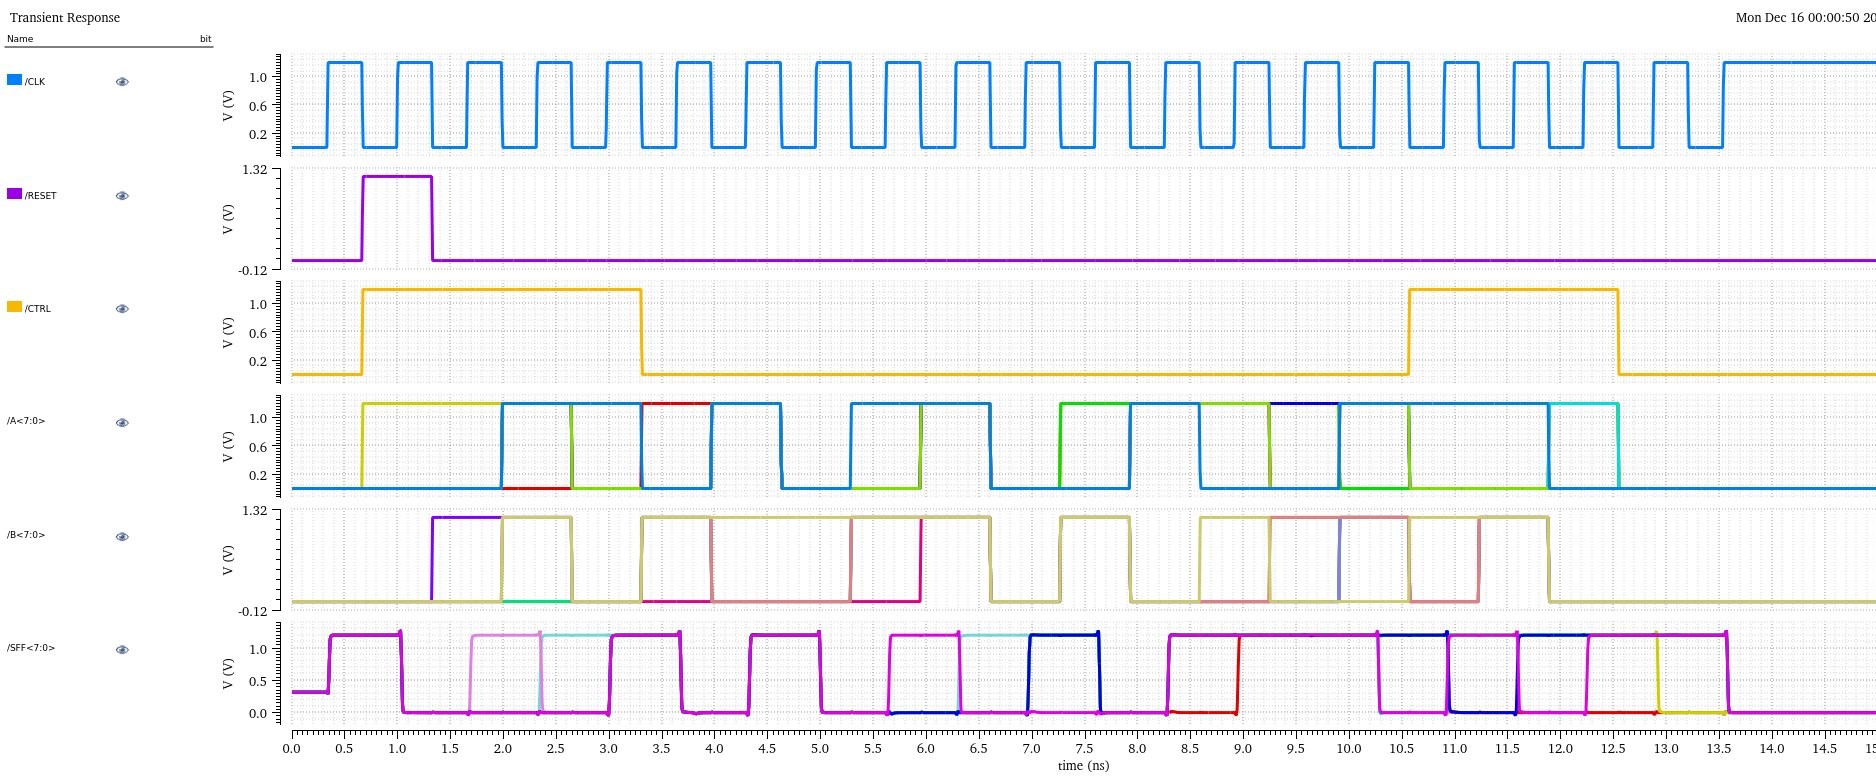 Transient Response
Mon Dec 16 00:00:50 20
Name bit
/CLK
V (V)
1.0
0.6
0.2
/RESET
V (V)
1.32
-0.12
/CTRL
V (V)
1.0
0.6
0.2
/A<7:0>
V (V)
1.0
0.6
0.2
/B<7:0>
V (V)
1.32
-0.12
/SFF<7:0>
V (V)
1.0
0.5
0.0
0.0 0.5 1.0 1.5 2.0 2.5 3.0 3.5 4.0 4.5 5.0 5.5 6.0 6.5 7.0 7.5 8.0 8.5 9.0 9.5 10.0 10.5 11.0 11.5 12.0 12.5 13.0 13.5 14.0 14.5 15
time (ns)